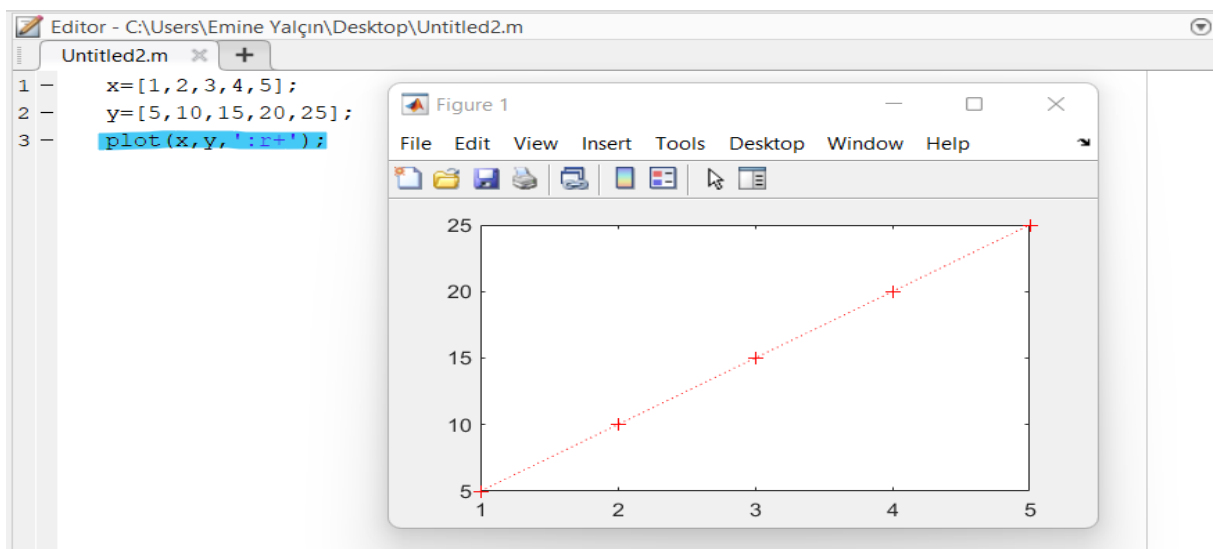 Editor - C:\Users\Emine Yalçın\Desktop\Untitled2.m
Untitled2.m
1 x=[1,2,3,4,5];
2 y=[5,10,15,20,25];
3 plot(x,y,':r+');
Figure 1
File Edit View Insert Tools Desktop Window Help
25
20
15
10
5
1 2 3 4 5